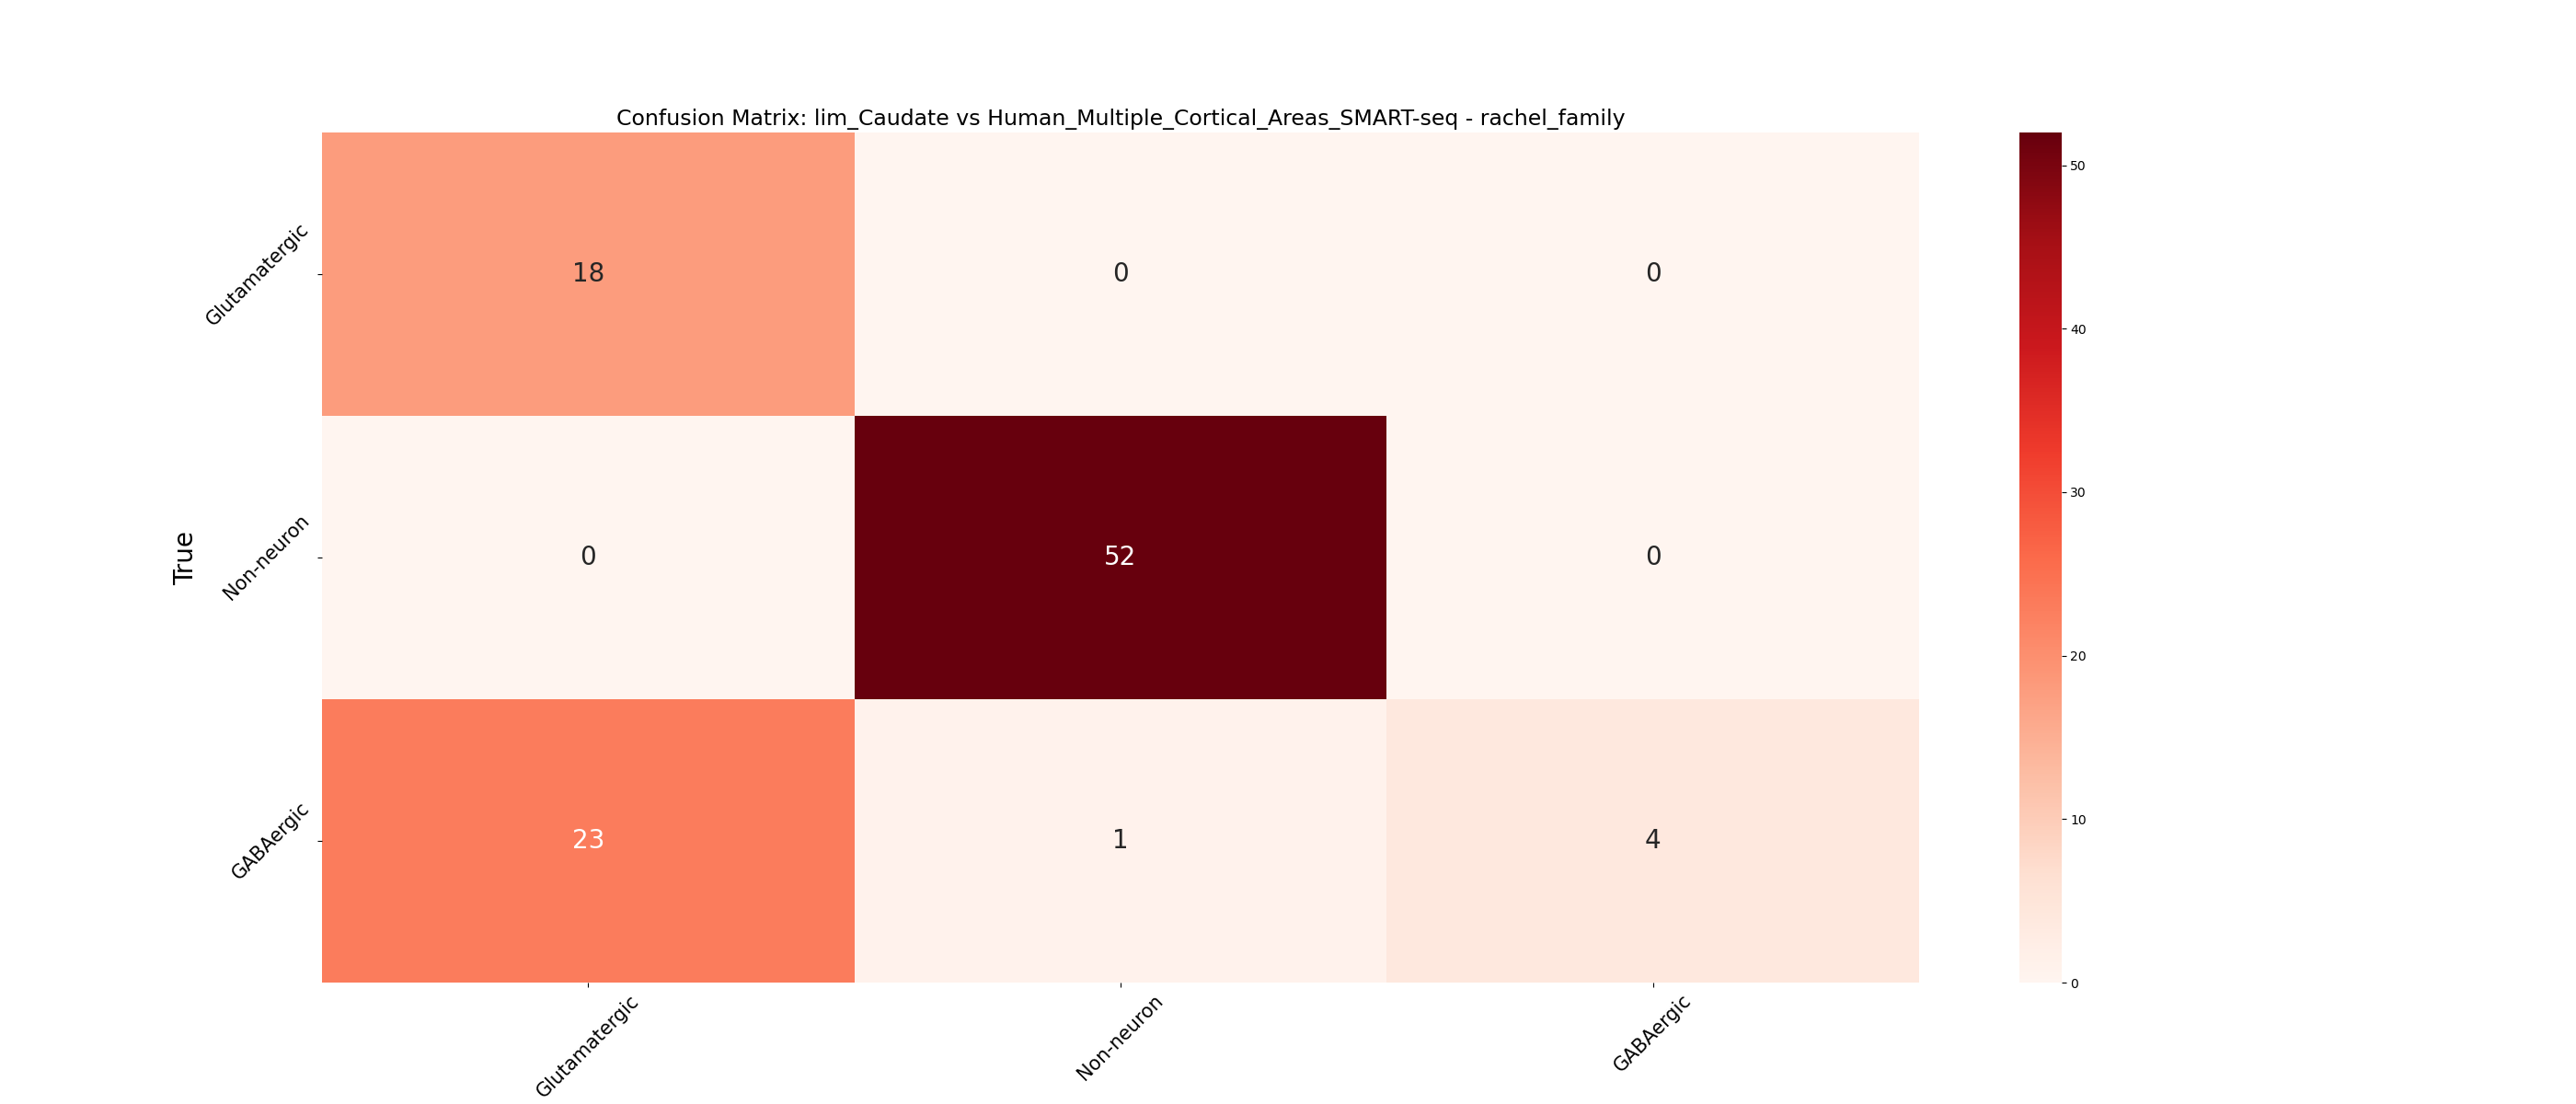 Confusion Matrix: lim_Caudate vs Human_Multiple_Cortical_Areas_SMART-seq - rachel_family
True
Glutamatergic
18
0
0
Non-neuron
0
52
0
GABAergic
23
1
4
Glutamatergic
Non-neuron
GABAergic
50
40
30
20
10
0